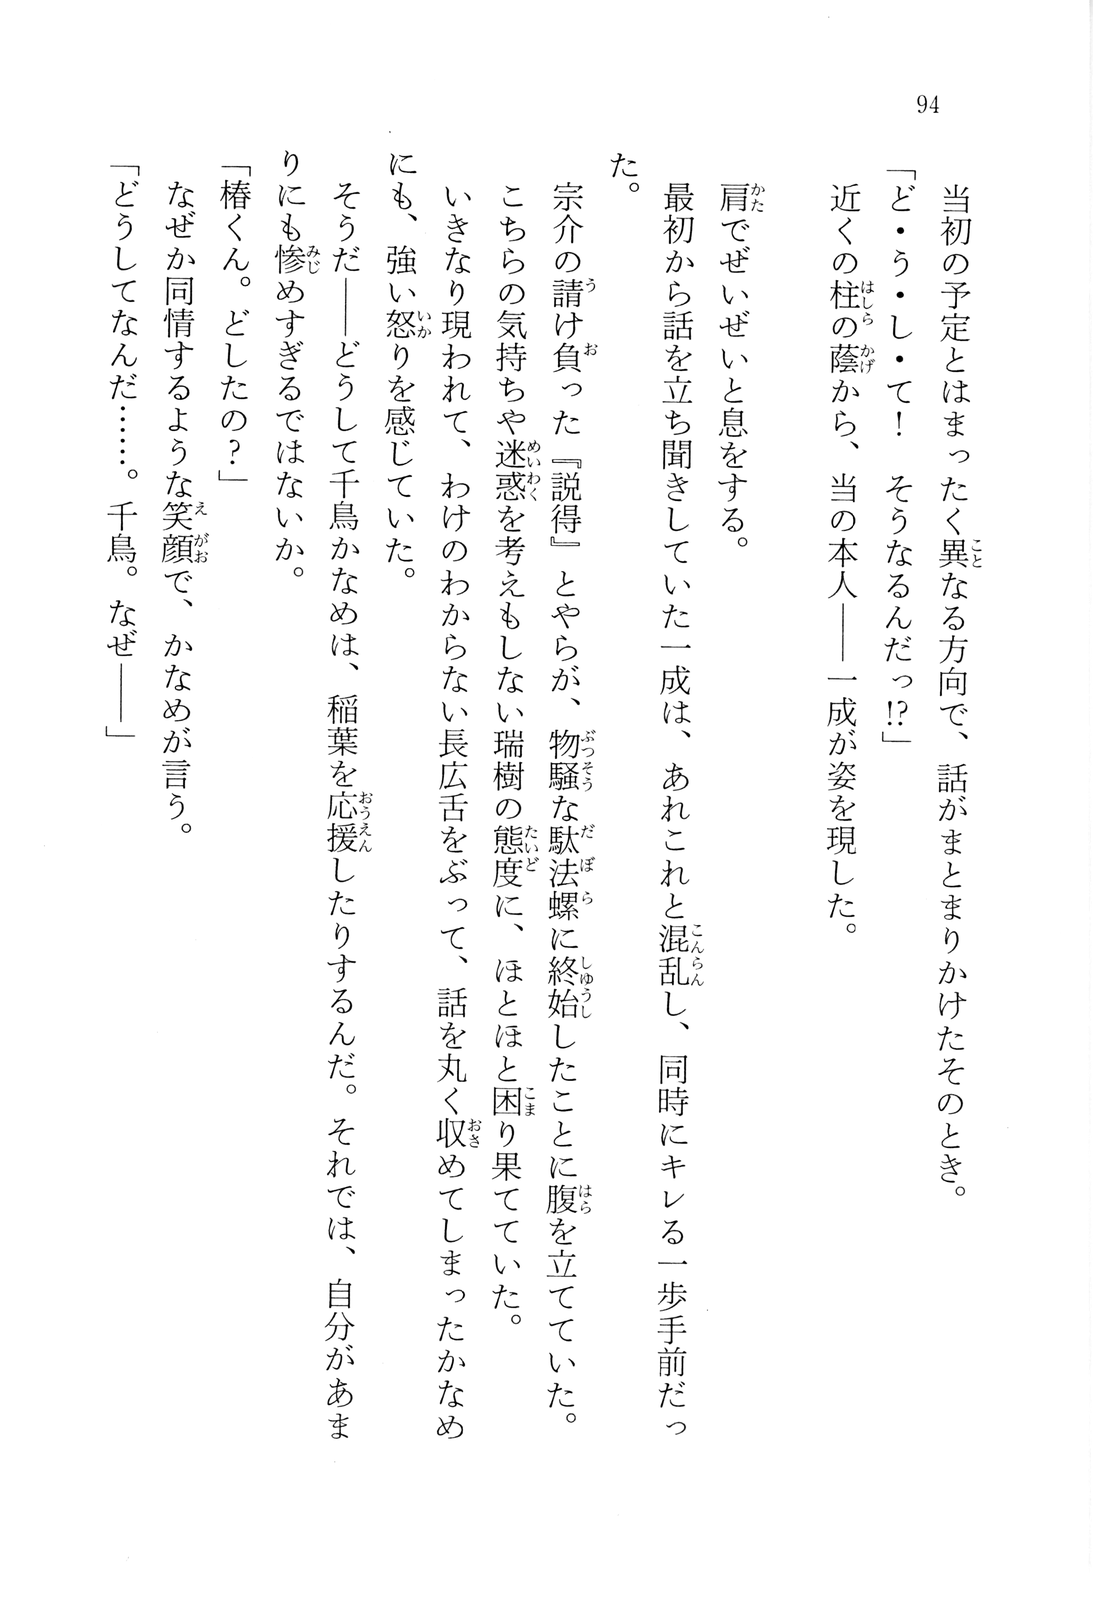 94
当初の予定とはまったく異なる方向で、話がまとまりかけたそのとき。
「ど・う・し・て！　そうなるんだっ!?」
近くの柱の蔭から、当の本人――一成が姿を現した。
肩でぜいぜいと息をする。
最初から話を立ち聞きしていた一成は、あれこれと混乱し、同時にキレる一歩手前だっ
た。
宗介の請け負った『説得』とやらが、物騒な駄法螺に終始したことに腹を立てていた。
こちらの気持ちや迷惑を考えもしない瑞樹の態度に、ほとほと困り果てていた。
いきなり現われて、わけのわからない長広舌をぶって、話を丸く収めてしまったかなめ
にも、強い怒りを感じていた。
そうだ――どうして千鳥かなめは、稲葉を応援したりするんだ。それでは、自分があま
りにも惨めすぎるではないか。
「椿くん。どしたの？」
なぜか同情するような笑顔で、かなめが言う。
「どうしてなんだ……。千鳥。なぜ――」